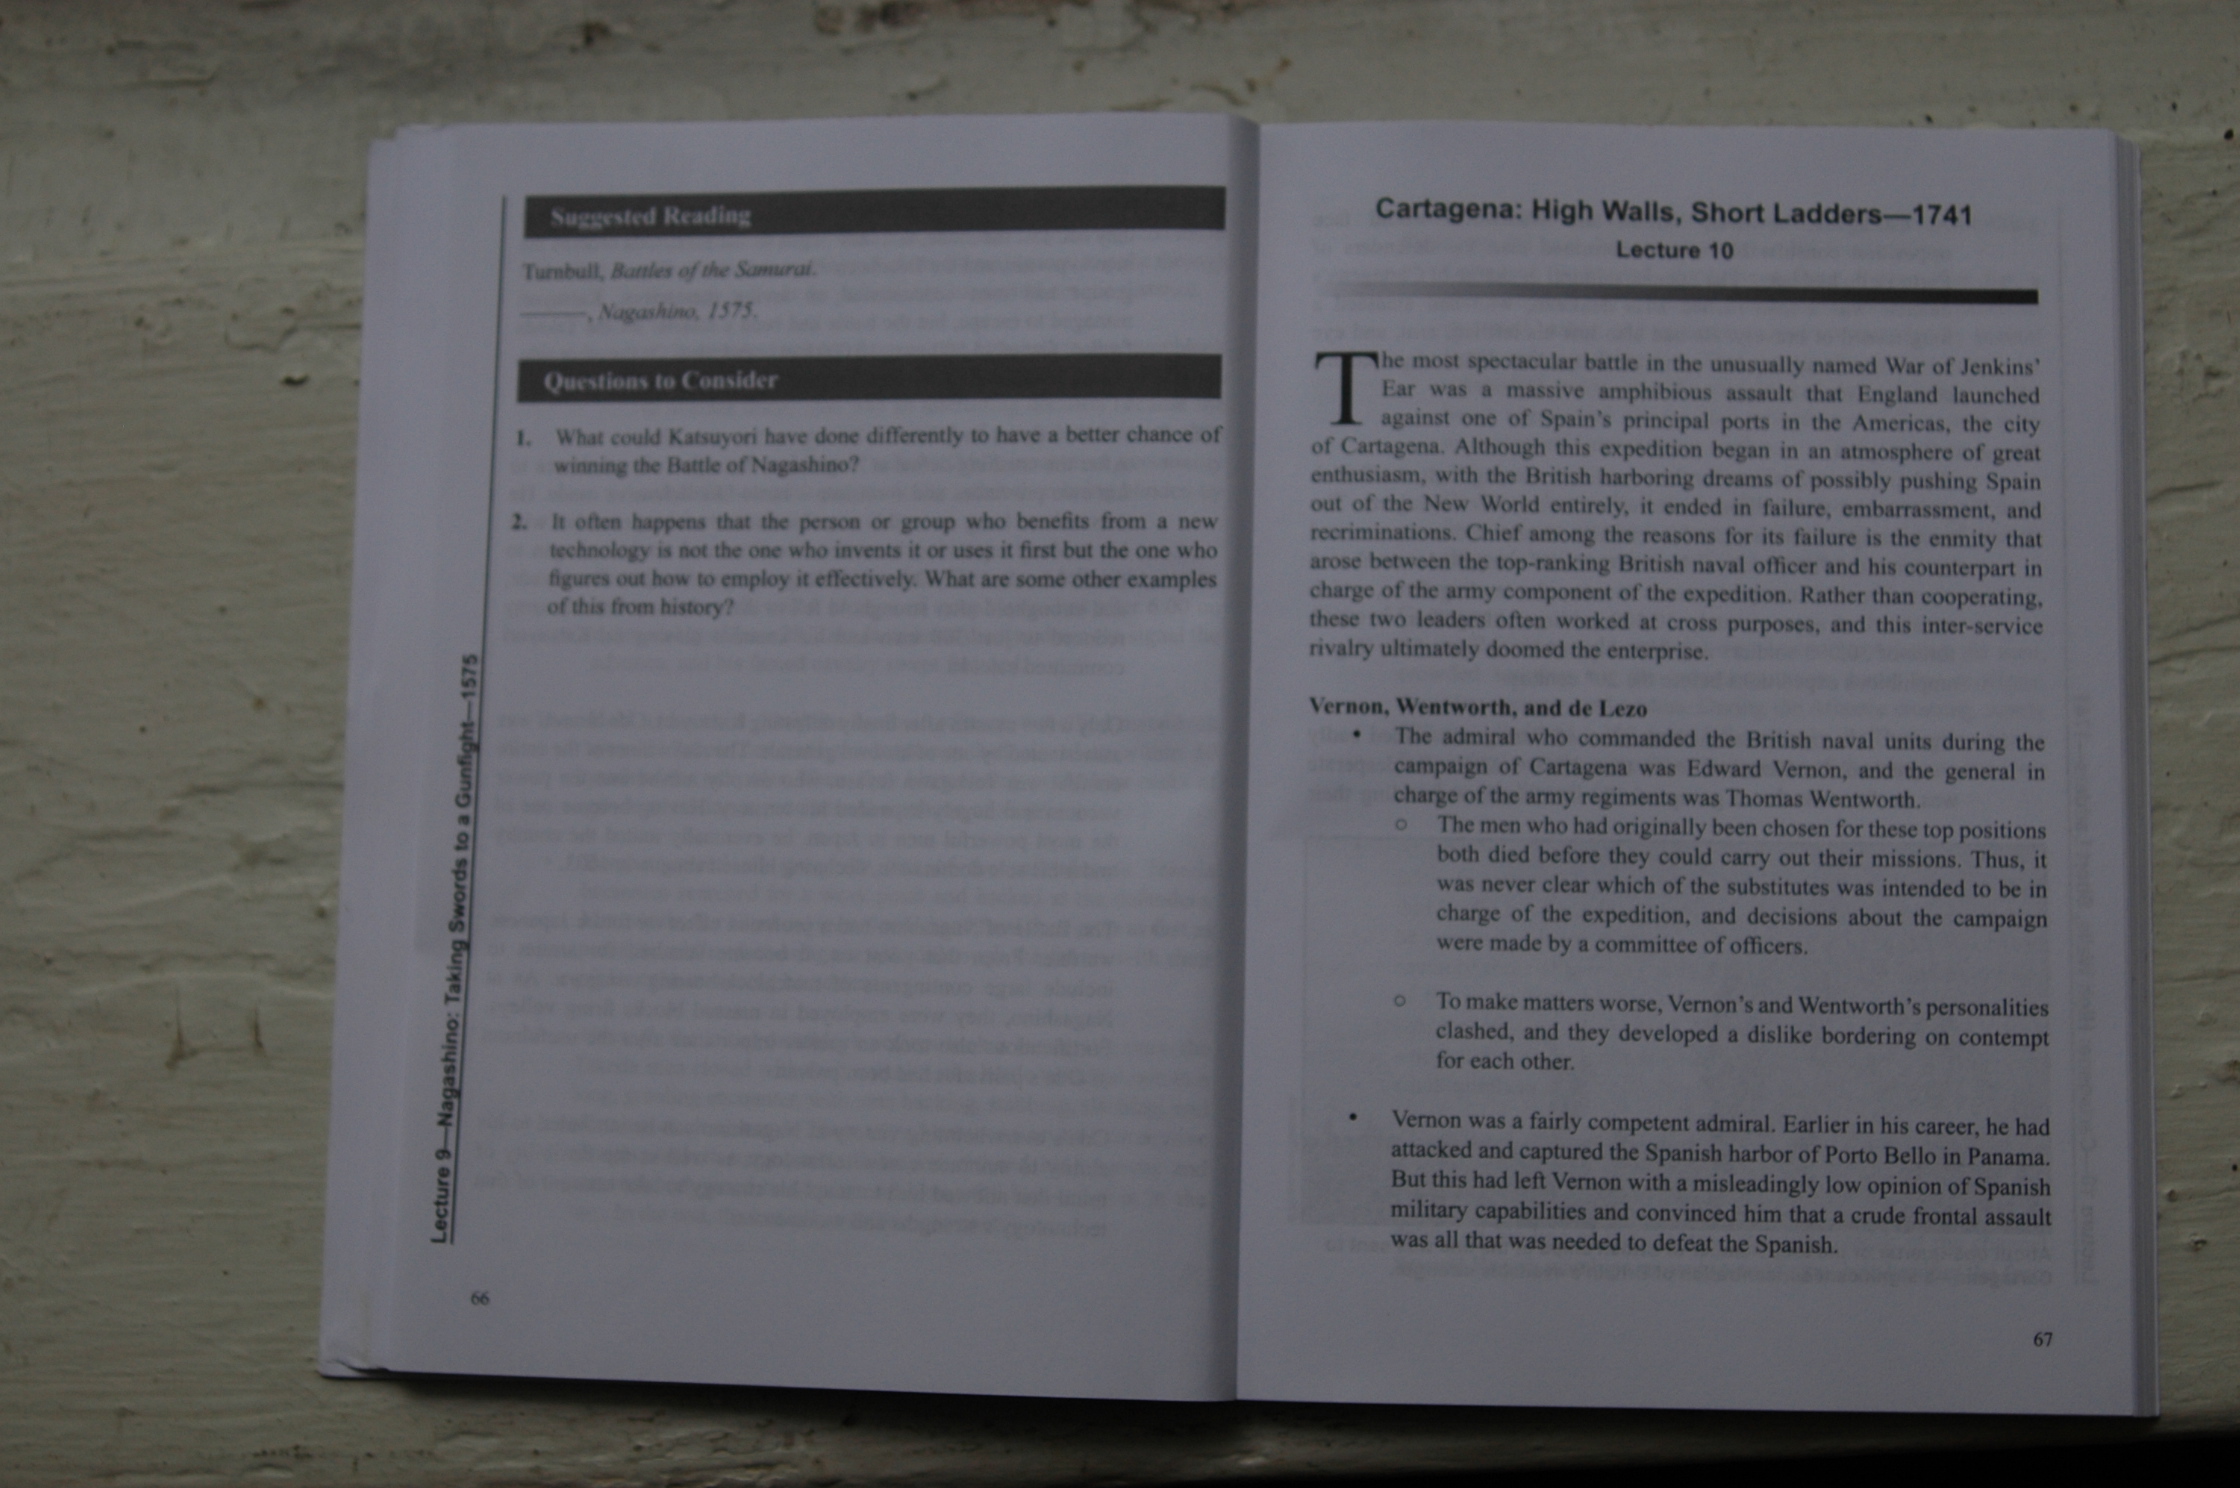 Suggested Reading
Turnbull, Battles of the Samurai.
———, Nagashino, 1575.
Questions to Consider
1. What could Katsuyori have done differently to have a better chance of
winning the Battle of Nagashino?
2. It often happens that the person or group who benefits from a new
technology is not the one who invents it or uses it first but the one who
figures out how to employ it effectively. What are some other examples
of this from history?
Lecture 9—Nagashino: Taking Swords to a Gunfight—1575
66
Cartagena: High Walls, Short Ladders—1741
Lecture 10
The most spectacular battle in the unusually named War of Jenkins'
Ear was a massive amphibious assault that England launched
against one of Spain's principal ports in the Americas, the city
of Cartagena. Although this expedition began in an atmosphere of great
enthusiasm, with the British harboring dreams of possibly pushing Spain
out of the New World entirely, it ended in failure, embarrassment, and
recriminations. Chief among the reasons for its failure is the enmity that
arose between the top-ranking British naval officer and his counterpart in
charge of the army component of the expedition. Rather than cooperating,
these two leaders often worked at cross purposes, and this inter-service
rivalry ultimately doomed the enterprise.
Vernon, Wentworth, and de Lezo
• The admiral who commanded the British naval units during the
campaign of Cartagena was Edward Vernon, and the general in
charge of the army regiments was Thomas Wentworth.
○ The men who had originally been chosen for these top positions
both died before they could carry out their missions. Thus, it
was never clear which of the substitutes was intended to be in
charge of the expedition, and decisions about the campaign
were made by a committee of officers.
○ To make matters worse, Vernon's and Wentworth's personalities
clashed, and they developed a dislike bordering on contempt
for each other.
• Vernon was a fairly competent admiral. Earlier in his career, he had
attacked and captured the Spanish harbor of Porto Bello in Panama.
But this had left Vernon with a misleadingly low opinion of Spanish
military capabilities and convinced him that a crude frontal assault
was all that was needed to defeat the Spanish.
67